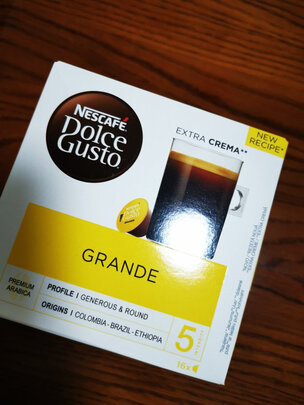 NESCAFÉ
Dolce
Gusto
EXTRA CREMA**
NEW
RECIPE*
GRANDE
PREMIUM
ARABICA
PROFILE | GENEROUS & ROUND
ORIGINS | COLOMBIA - BRAZIL - ETHIOPIA
5
INTENSITY
16x